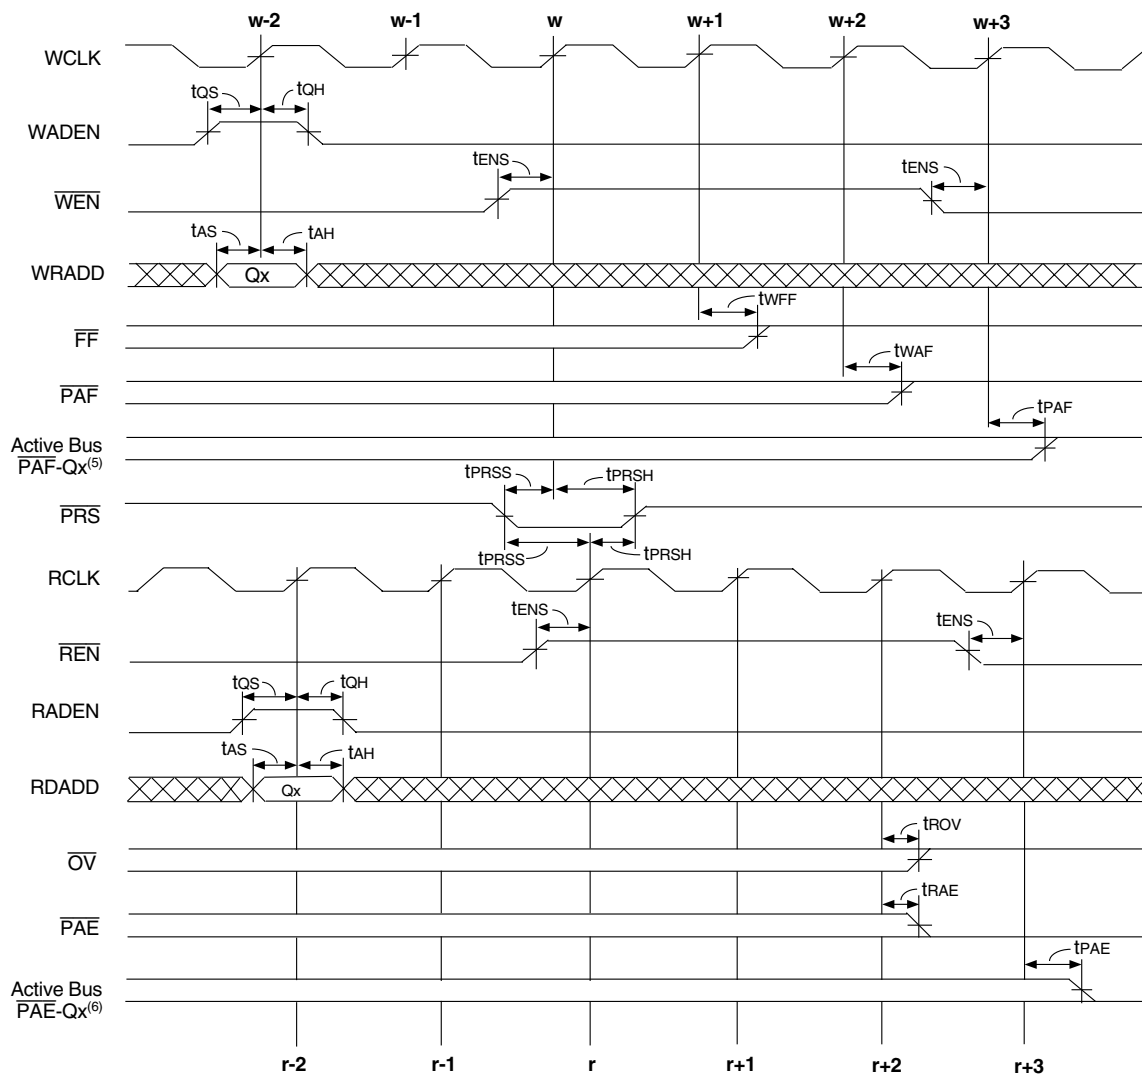 w-2 w-1 w w+1 w+2 w+3
WCLK
tQS tQH
WADEN
tENS tENS
WEN
tAS tAH
WRADD Qx
tWFF
FF
tWAF
PAF
tPAF
Active Bus
PAF-Qx(5)
tPRSS tPRSH
PRS
tPRSS tPRSH
RCLK
tENS tENS
REN
tQS tQH
RADEN
tAS tAH
RDADD Qx
tROV
OV
tRAE
PAE
tPAE
Active Bus
PAE-Qx(6)
r-2 r-1 r r+1 r+2 r+3